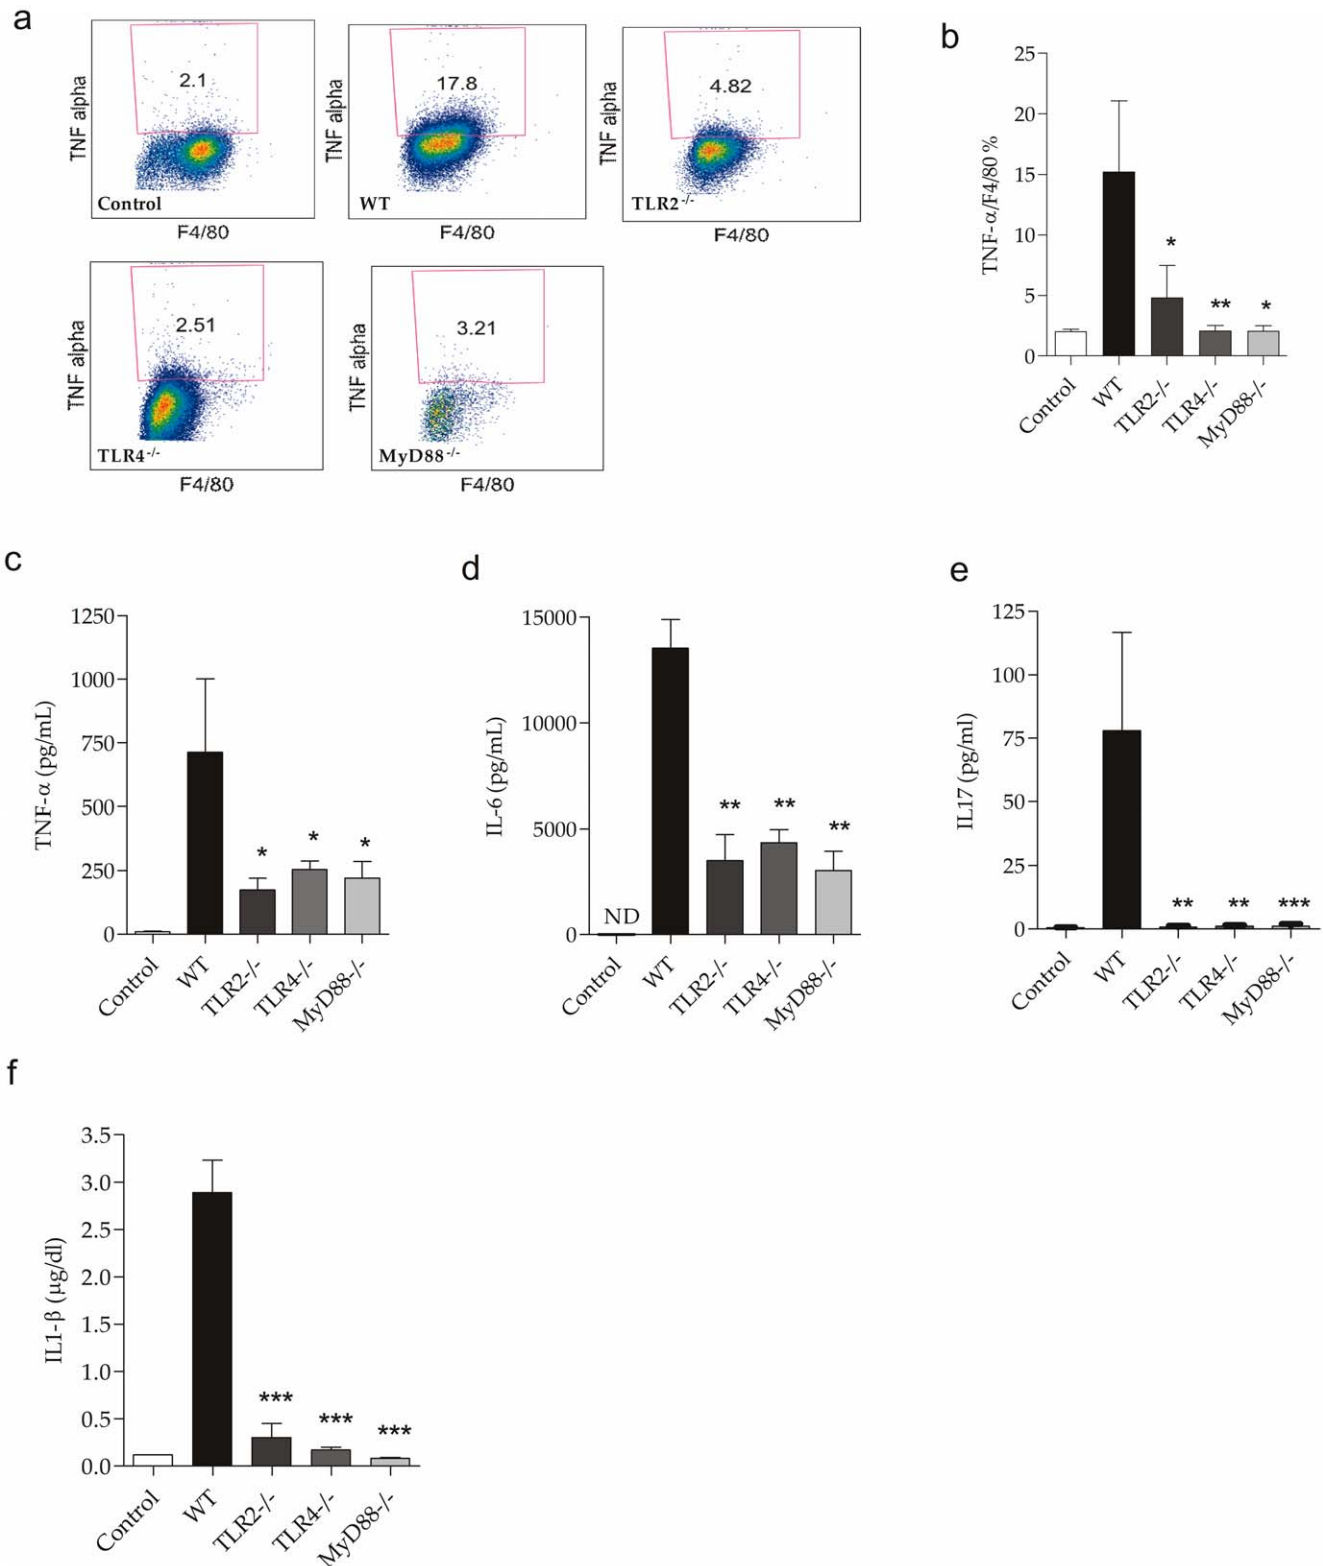 a
TNF alpha
2.1
Control
F4/80
TNF alpha
17.8
WT
F4/80
TNF alpha
4.82
TLR2-/-
F4/80
TNF alpha
2.51
TLR4-/-
F4/80
TNF alpha
3.21
MyD88-/-
F4/80
b
TNF-α/F4/80 %
25
20
15
10
5
0
*
**
*
Control
WT
TLR2-/-
TLR4-/-
MyD88-/-
c
TNF-α (pg/mL)
1250
1000
750
500
250
0
*
*
*
Control
WT
TLR2-/-
TLR4-/-
MyD88-/-
d
IL-6 (pg/mL)
15000
10000
5000
0
ND
**
**
**
Control
WT
TLR2-/-
TLR4-/-
MyD88-/-
e
IL17 (pg/ml)
125
100
75
50
25
0
**
**
***
Control
WT
TLR2-/-
TLR4-/-
MyD88-/-
f
IL1-β (µg/dl)
3.5
3.0
2.5
2.0
1.5
1.0
0.5
0.0
***
***
***
Control
WT
TLR2-/-
TLR4-/-
MyD88-/-